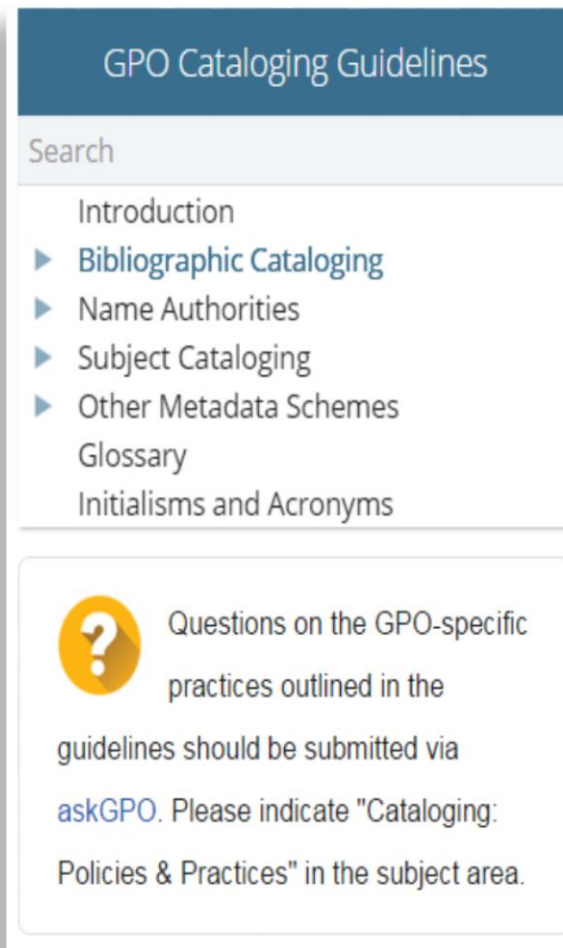 GPO Cataloging Guidelines
Search
Introduction
Bibliographic Cataloging
Name Authorities
Subject Cataloging
Other Metadata Schemes
Glossary
Initialisms and Acronyms
Questions on the GPO-specific
practices outlined in the
guidelines should be submitted via
askGPO. Please indicate "Cataloging:
Policies & Practices" in the subject area.